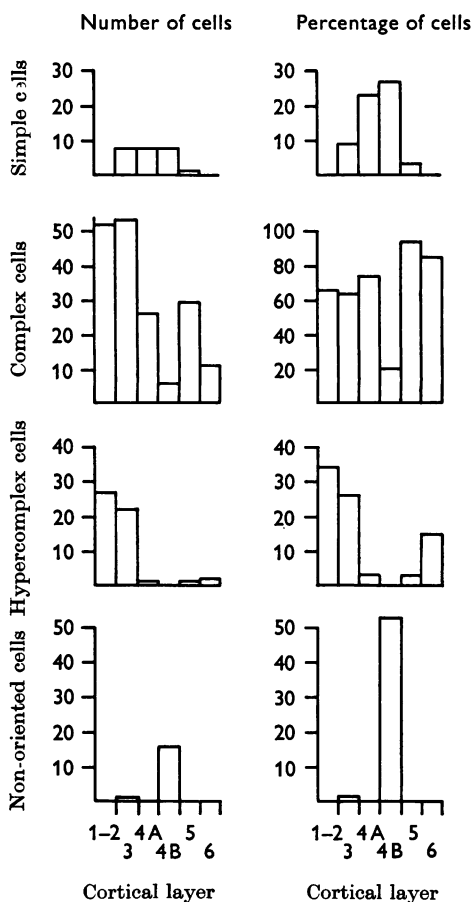 Number of cells
Percentage of cells
Simple cells
30
20
10
30
20
10
Complex cells
50
40
30
20
10
100
80
60
40
20
Hypercomplex cells
40
30
20
10
40
30
20
10
Non-oriented cells
50
40
30
20
10
50
40
30
20
10
1–2 4A 5
3 4B 6
1–2 4A 5
3 4B 6
Cortical layer
Cortical layer